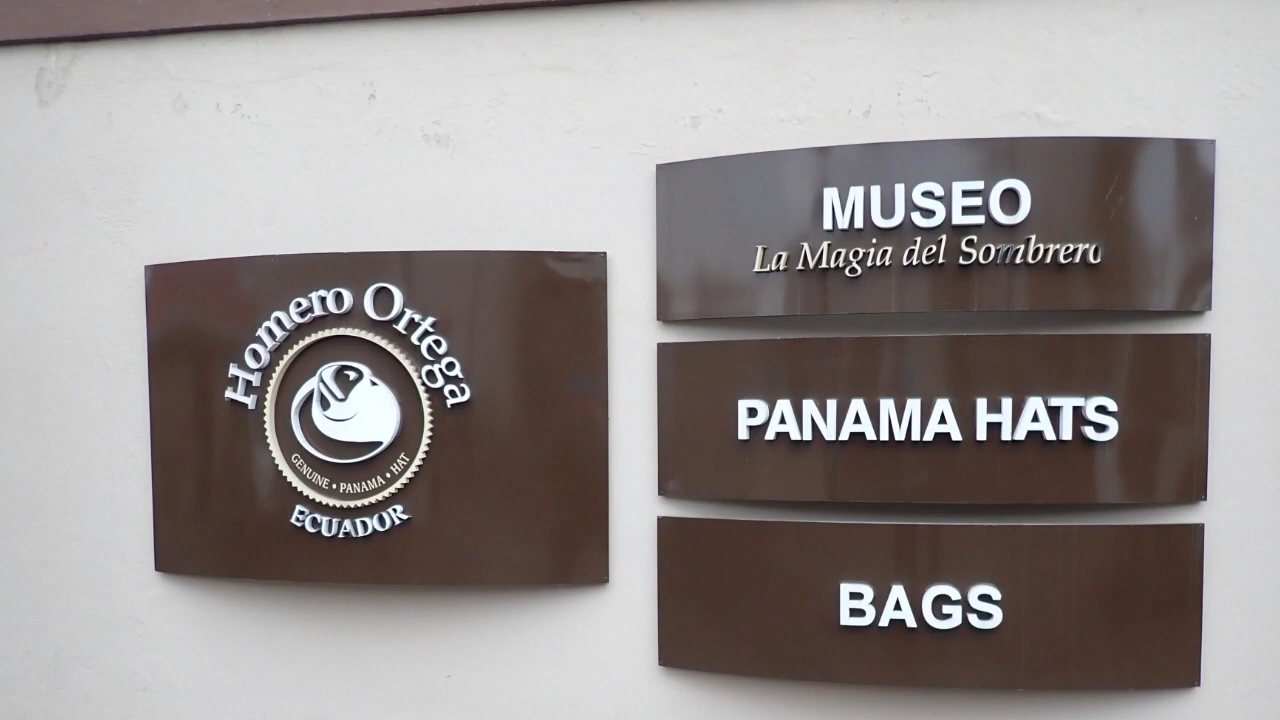 Homero Ortega
GENUINE • PANAMA • HAT
ECUADOR
MUSEO
La Magia del Sombrero
PANAMA HATS
BAGS